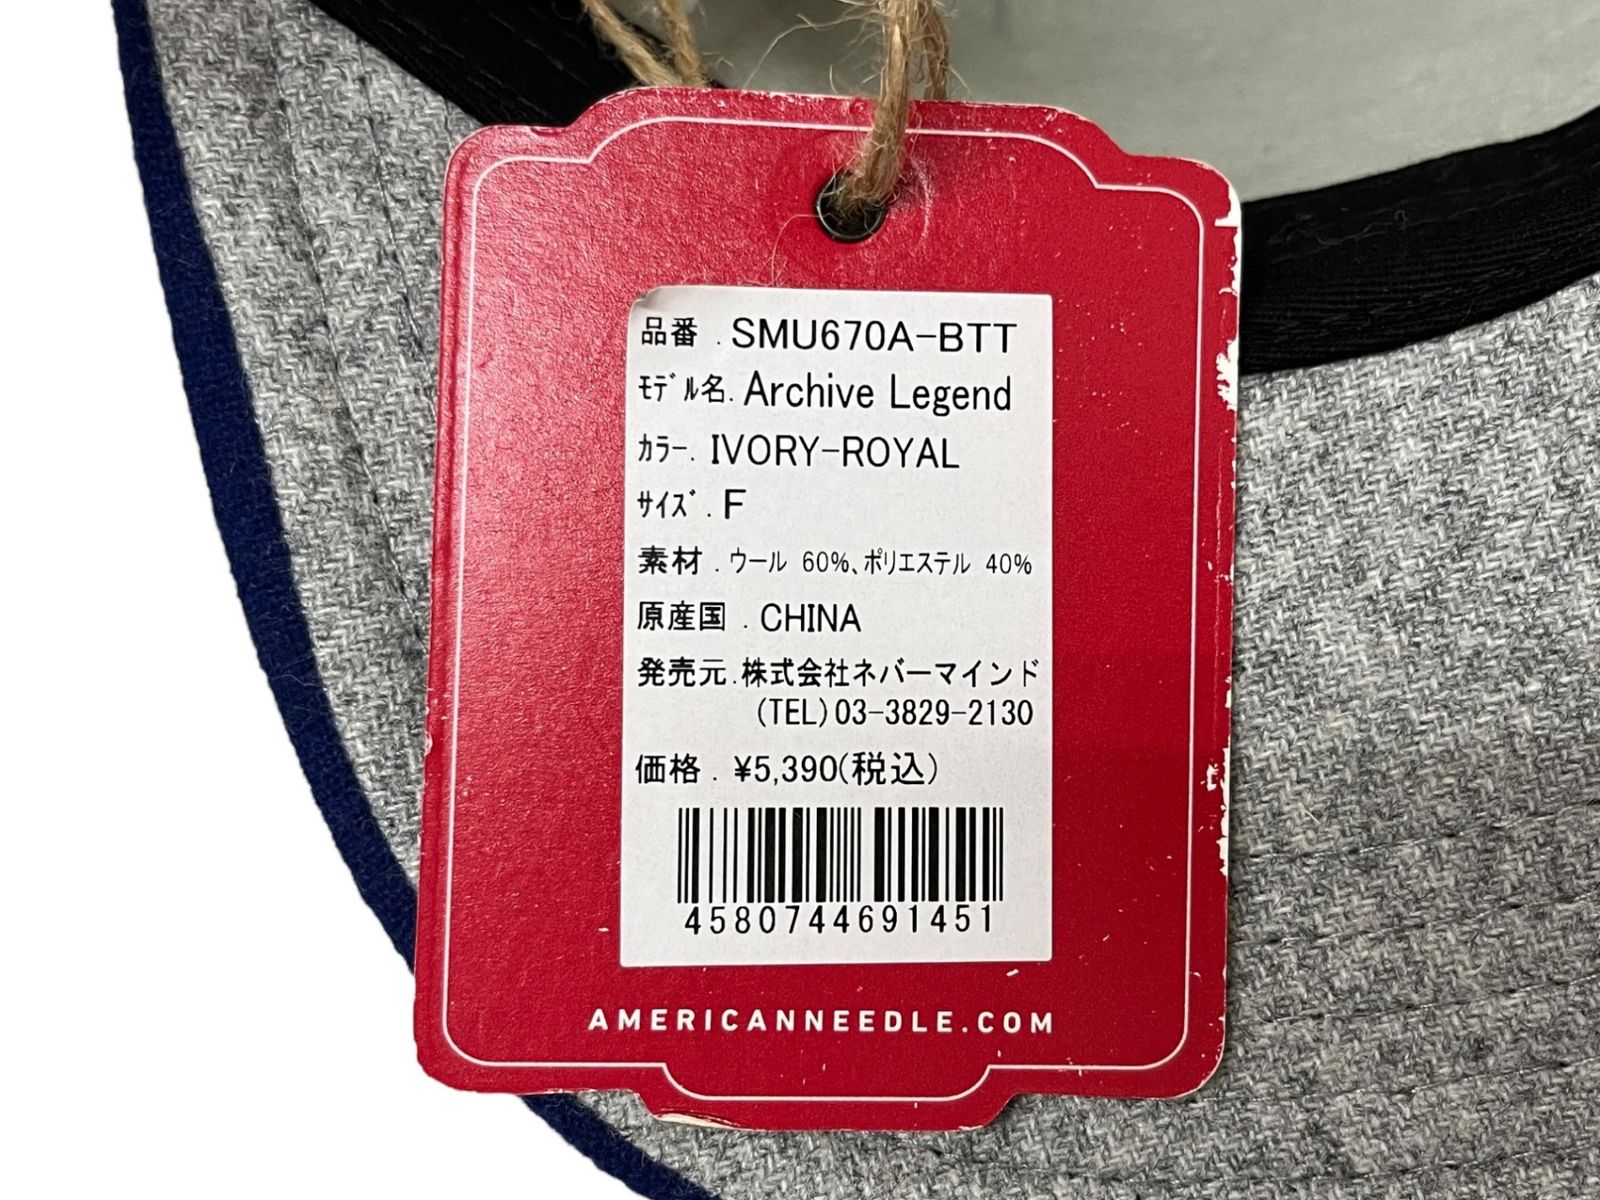 品番 . SMU670A-BTT
ﾓﾃﾞﾙ名. Archive Legend
ｶﾗｰ. IVORY-ROYAL
ｻｲｽﾞ. F
素材 . ウール 60%､ポリエステル 40%
原産国 . CHINA
発売元.株式会社ネバーマインド
(TEL)03-3829-2130
価格 . ¥5,390(税込)
4580744691451
AMERICANNEEDLE.COM